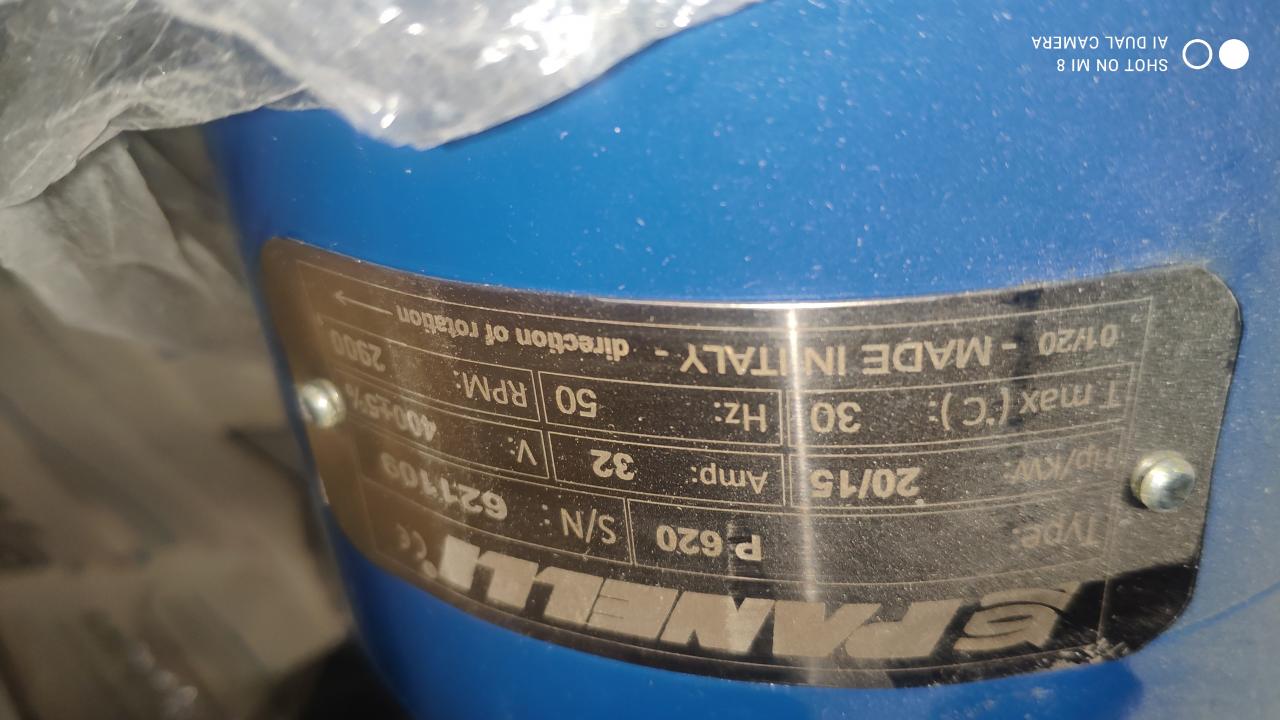 PANELLI CE
Type: P 620 S/N: 621109
Hp/kW: 20/15 Amp: 32 V: 400±5%
T max (°C): 30 Hz: 50 RPM: 2900
01/20 - MADE IN ITALY - direction of rotation
SHOT ON MI 8
AI DUAL CAMERA